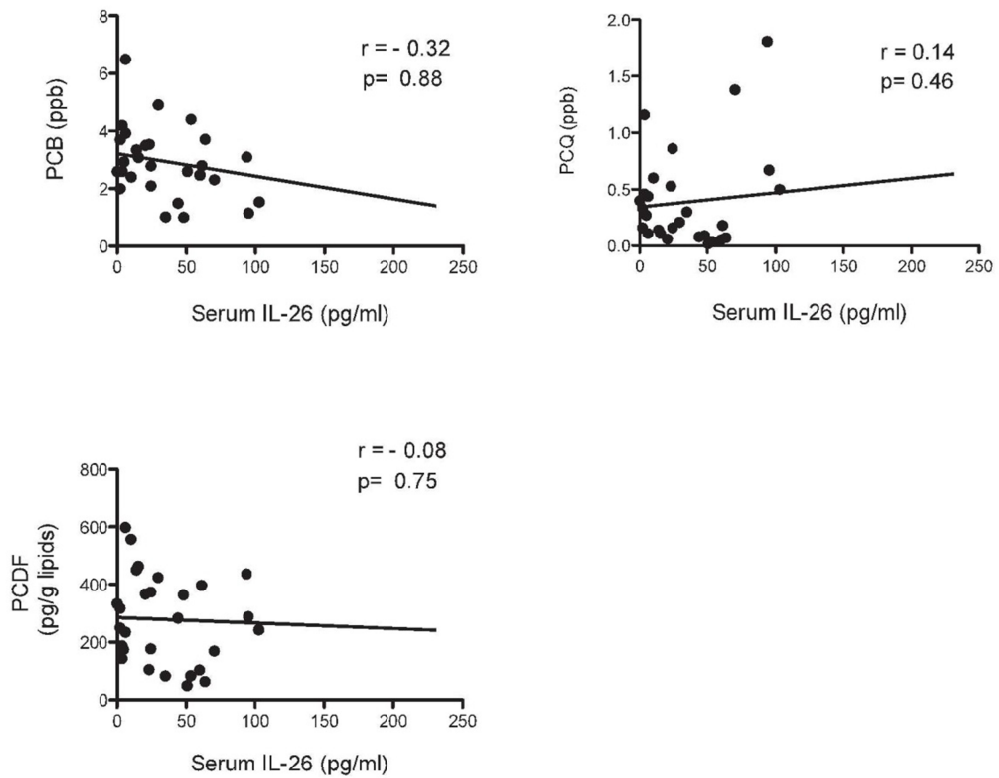 r = - 0.32
p= 0.88
PCB (ppb)
8
6
4
2
0
0 50 100 150 200 250
Serum IL-26 (pg/ml)
r = 0.14
p= 0.46
PCQ (ppb)
2.0
1.5
1.0
0.5
0.0
0 50 100 150 200 250
Serum IL-26 (pg/ml)
r = - 0.08
p= 0.75
PCDF
(pg/g lipids)
800
600
400
200
0
0 50 100 150 200 250
Serum IL-26 (pg/ml)